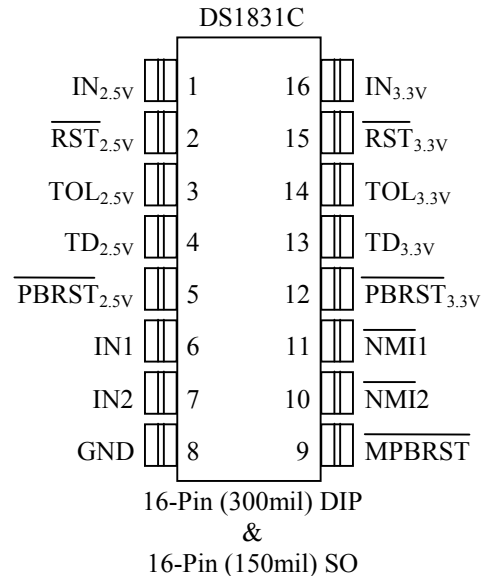 DS1831C
IN2.5V 1 16 IN3.3V
RST2.5V 2 15 RST3.3V
TOL2.5V 3 14 TOL3.3V
TD2.5V 4 13 TD3.3V
PBRST2.5V 5 12 PBRST3.3V
IN1 6 11 NMI1
IN2 7 10 NMI2
GND 8 9 MPBRST
16-Pin (300mil) DIP
&
16-Pin (150mil) SO